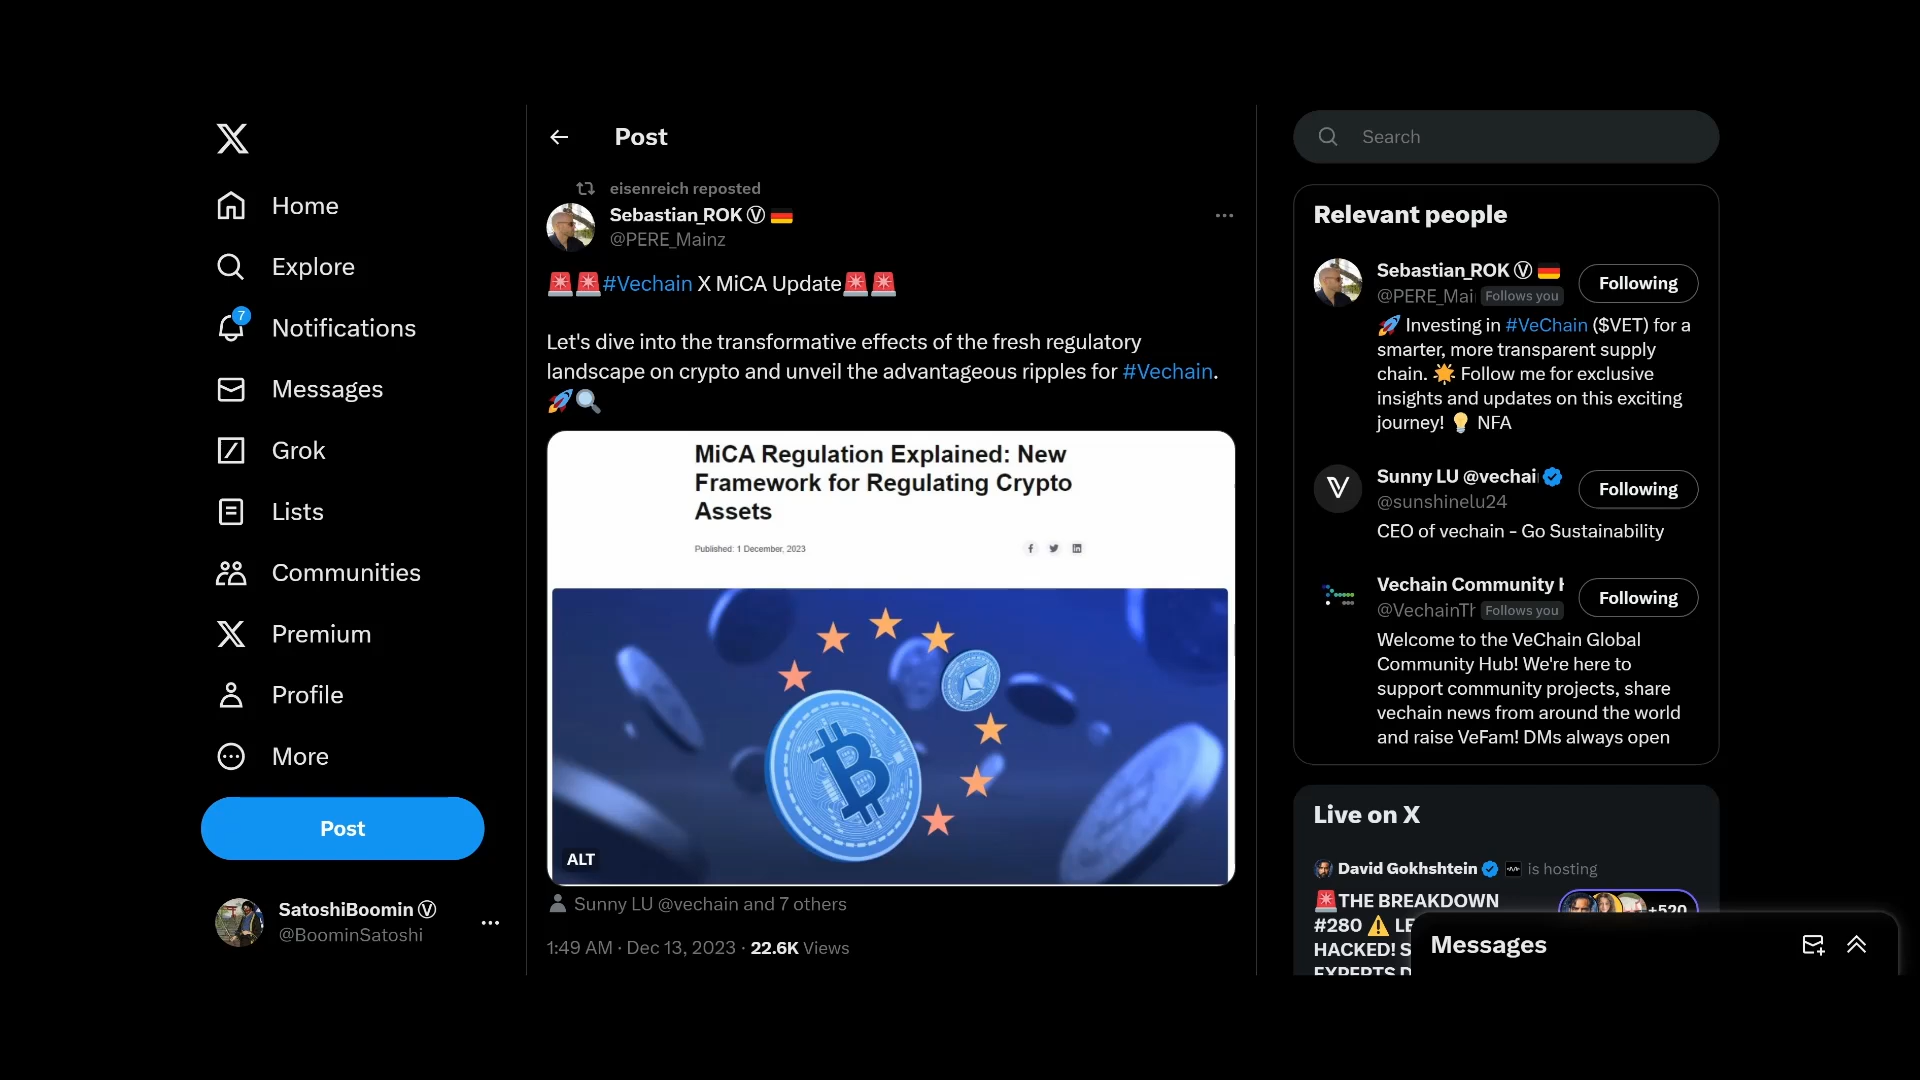 Home
Explore
7
Notifications
Messages
Grok
Lists
Communities
Premium
Profile
More
Post
SatoshiBoomin Ⓥ
@BoominSatoshi
Post
eisenreich reposted
Sebastian_ROK Ⓥ 🇩🇪
@PERE_Mainz
🚨🚨#Vechain X MiCA Update🚨🚨
Let's dive into the transformative effects of the fresh regulatory
landscape on crypto and unveil the advantageous ripples for #Vechain.
🚀🔍
MiCA Regulation Explained: New
Framework for Regulating Crypto
Assets
Published: 1 December, 2023
ALT
Sunny LU @vechain and 7 others
1:49 AM · Dec 13, 2023 · 22.6K Views
Search
Relevant people
Sebastian_ROK Ⓥ 🇩🇪
@PERE_Mai Follows you
Following
🚀 Investing in #VeChain ($VET) for a
smarter, more transparent supply
chain. 🌟 Follow me for exclusive
insights and updates on this exciting
journey! 💡 NFA
Sunny LU @vechai
@sunshinelu24
Following
CEO of vechain - Go Sustainability
Vechain Community
@VechainTh Follows you
Following
Welcome to the VeChain Global
Community Hub! We're here to
support community projects, share
vechain news from around the world
and raise VeFam! DMs always open
Live on X
David Gokhshtein is hosting
🚨THE BREAKDOWN
+520
#280 ⚠️ LE
HACKED! S
EXPERTS D
Messages